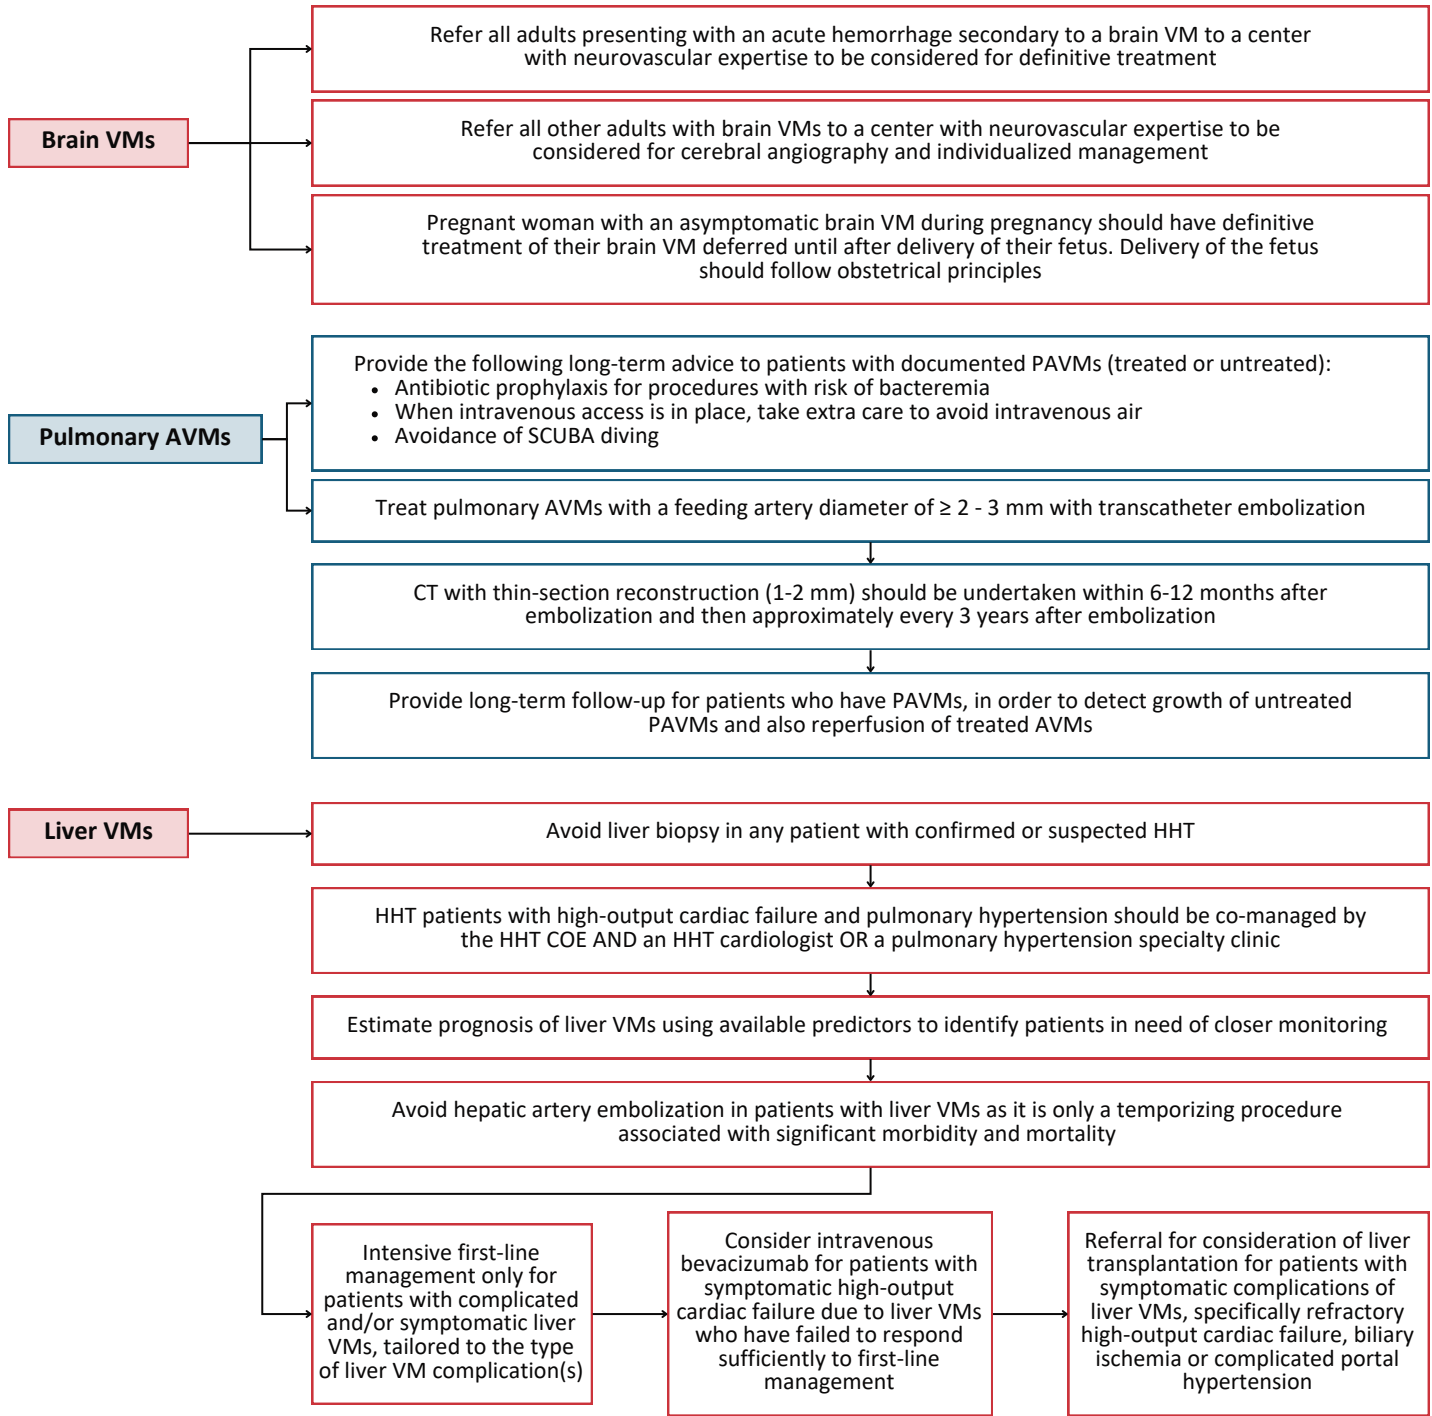 Brain VMs
Refer all adults presenting with an acute hemorrhage secondary to a brain VM to a center
with neurovascular expertise to be considered for definitive treatment
Refer all other adults with brain VMs to a center with neurovascular expertise to be
considered for cerebral angiography and individualized management
Pregnant woman with an asymptomatic brain VM during pregnancy should have definitive
treatment of their brain VM deferred until after delivery of their fetus. Delivery of the fetus
should follow obstetrical principles
Pulmonary AVMs
Provide the following long-term advice to patients with documented PAVMs (treated or untreated):
• Antibiotic prophylaxis for procedures with risk of bacteremia
• When intravenous access is in place, take extra care to avoid intravenous air
• Avoidance of SCUBA diving
Treat pulmonary AVMs with a feeding artery diameter of ≥ 2 - 3 mm with transcatheter embolization
CT with thin-section reconstruction (1-2 mm) should be undertaken within 6-12 months after
embolization and then approximately every 3 years after embolization
Provide long-term follow-up for patients who have PAVMs, in order to detect growth of untreated
PAVMs and also reperfusion of treated AVMs
Liver VMs
Avoid liver biopsy in any patient with confirmed or suspected HHT
HHT patients with high-output cardiac failure and pulmonary hypertension should be co-managed by
the HHT COE AND an HHT cardiologist OR a pulmonary hypertension specialty clinic
Estimate prognosis of liver VMs using available predictors to identify patients in need of closer monitoring
Avoid hepatic artery embolization in patients with liver VMs as it is only a temporizing procedure
associated with significant morbidity and mortality
Intensive first-line
management only for
patients with complicated
and/or symptomatic liver
VMs, tailored to the type
of liver VM complication(s)
Consider intravenous
bevacizumab for patients with
symptomatic high-output
cardiac failure due to liver VMs
who have failed to respond
sufficiently to first-line
management
Referral for consideration of liver
transplantation for patients with
symptomatic complications of
liver VMs, specifically refractory
high-output cardiac failure, biliary
ischemia or complicated portal
hypertension